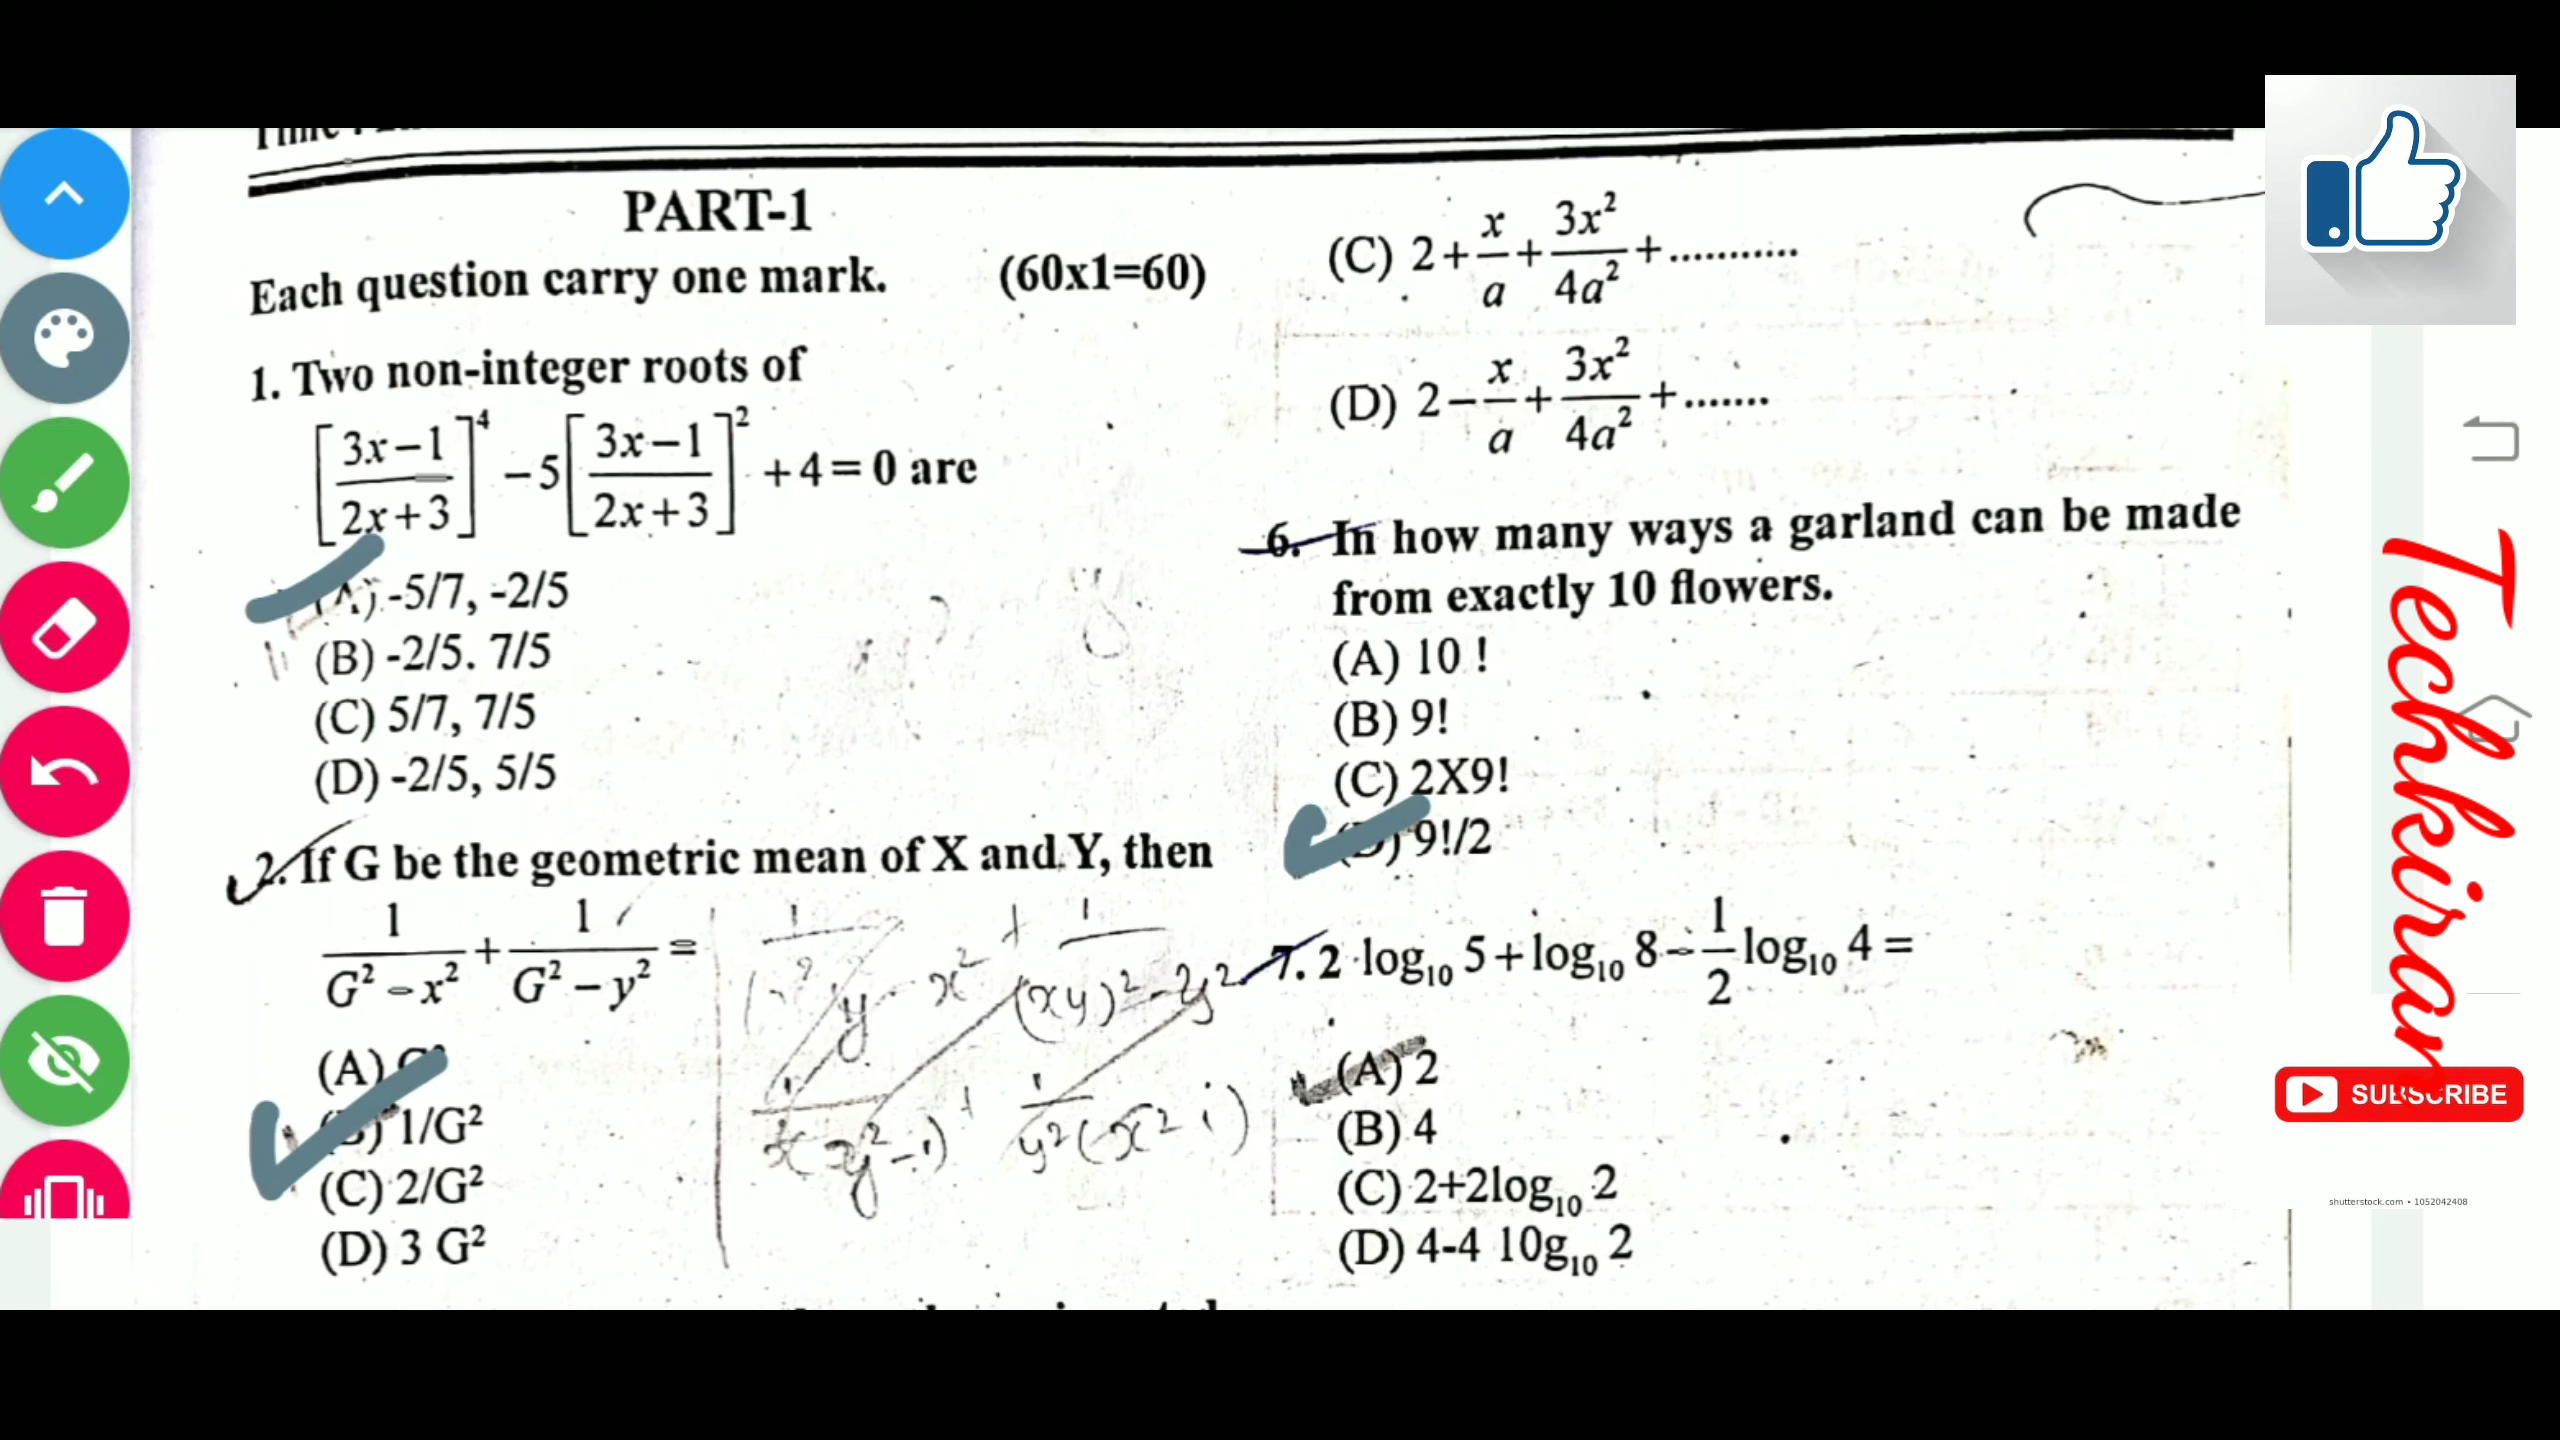 PART-1
Each question carry one mark. (60x1=60)
1. Two non-integer roots of
[3x-1/2x+3]⁴ -5[3x-1/2x+3]² +4=0 are
(A) -5/7, -2/5
(B) -2/5. 7/5
(C) 5/7, 7/5
(D) -2/5, 5/5
2. If G be the geometric mean of X and Y, then
1/(G²-x²) + 1/(G²-y²) =
(A)
(B) 1/G²
(C) 2/G²
(D) 3 G²
(C) 2+x/a+3x²/4a²+...........
(D) 2-x/a+3x²/4a²+.......
6. In how many ways a garland can be made
from exactly 10 flowers.
(A) 10 !
(B) 9!
(C) 2X9!
(D) 9!/2
7. 2 log₁₀ 5+log₁₀ 8-1/2 log₁₀ 4 =
(A) 2
(B) 4
(C) 2+2log₁₀ 2
(D) 4-4 10g₁₀ 2
Techkiran
SUBSCRIBE
shutterstock.com • 1052042408